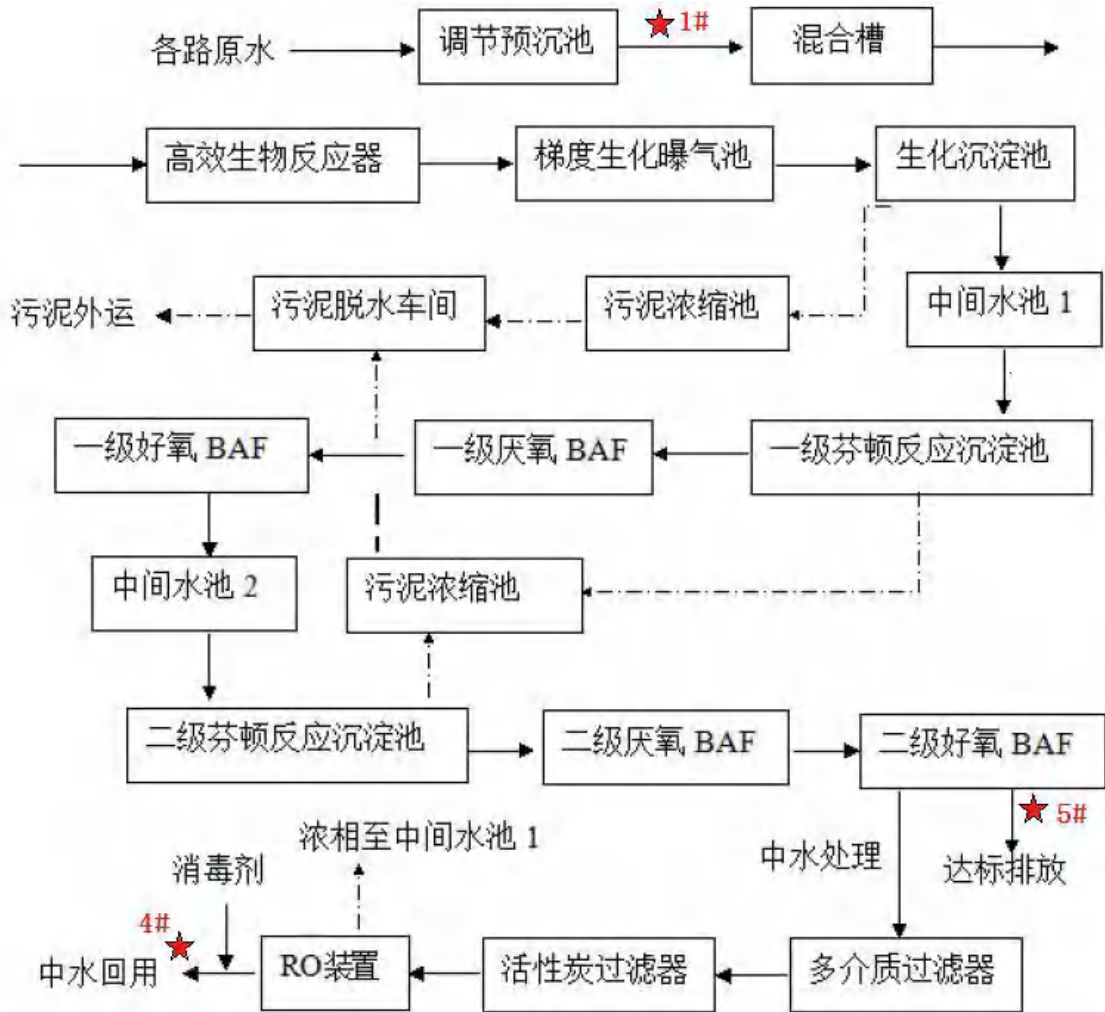 各路原水
调节预沉池
1#
混合槽
高效生物反应器
梯度生化曝气池
生化沉淀池
污泥外运
污泥脱水车间
污泥浓缩池
中间水池 1
一级好氧 BAF
一级厌氧 BAF
一级芬顿反应沉淀池
中间水池 2
污泥浓缩池
二级芬顿反应沉淀池
二级厌氧 BAF
二级好氧 BAF
5#
浓相至中间水池 1
消毒剂
中水处理
达标排放
4#
中水回用
RO装置
活性炭过滤器
多介质过滤器